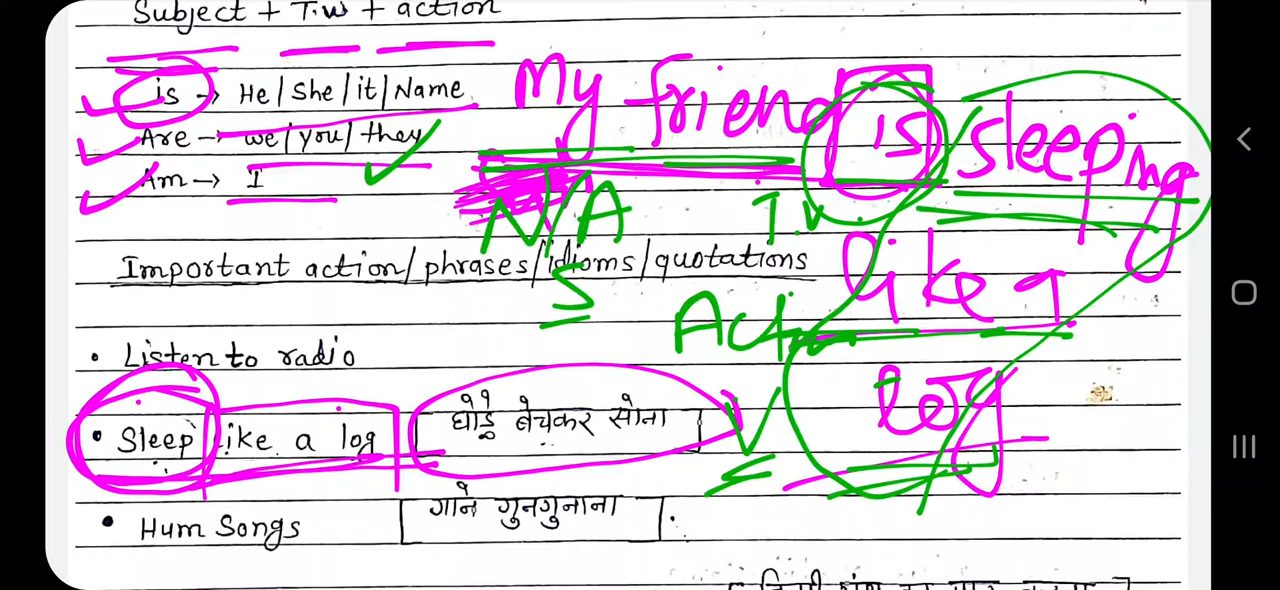 Subject + T.w + action
is → He/She/it/Name
My friend is sleeping
Are → we/you/they
Am → I
N/A T.v.
like a
Important action/phrases/idioms/quotations
S
Action
• Listen to radio
log
• Sleep like a log घोड़े बेचकर सोना
V
• Hum Songs गाने गुनगुनाना